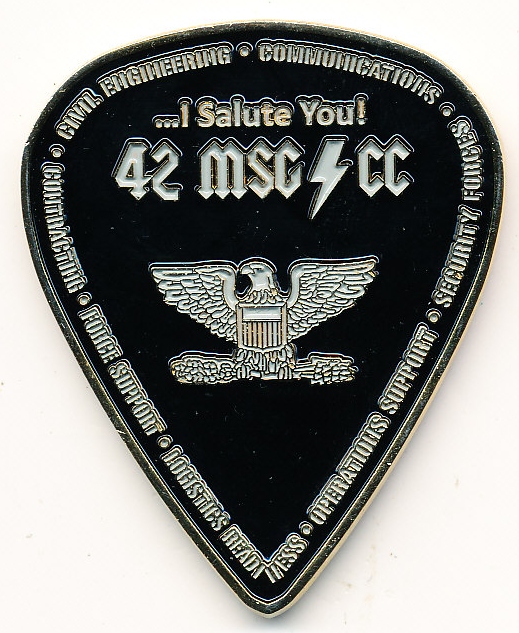 ...I Salute You!
42 MSG⚡CC
CIVIL ENGINEERING • COMMUNICATIONS • SECURITY FORCES • OPERATIONS SUPPORT • LOGISTICS READINESS • FORCE SUPPORT • CONTRACTING •